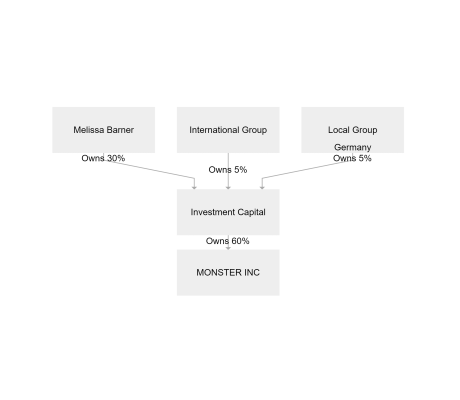 Melissa Barner
International Group
Local Group
Germany
Owns 30%
Owns 5%
Owns 5%
Investment Capital
Owns 60%
MONSTER INC